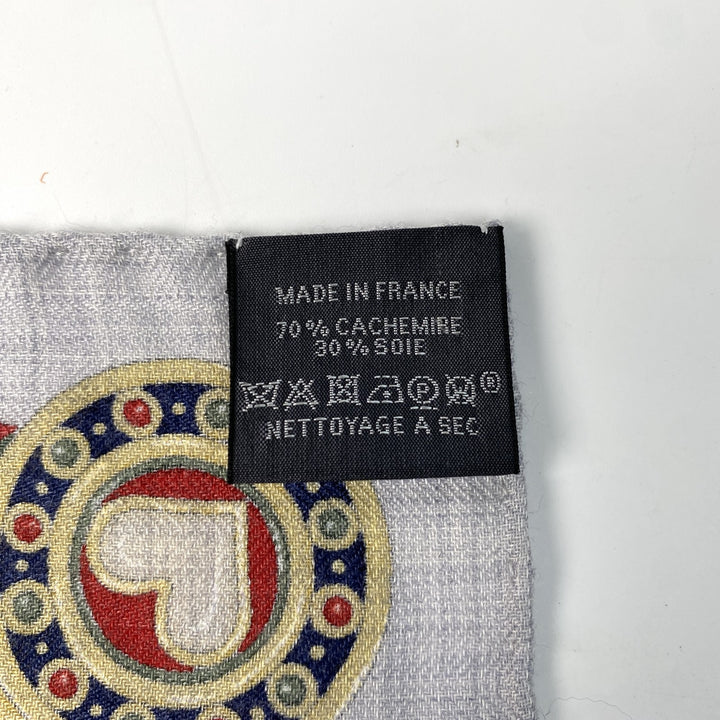 MADE IN FRANCE
70 % CACHEMIRE
30 % SOIE
P ®
NETTOYAGE A SEC